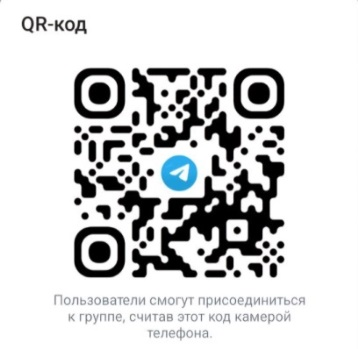 QR-код
Пользователи смогут присоединиться
к группе, считав этот код камерой
телефона.